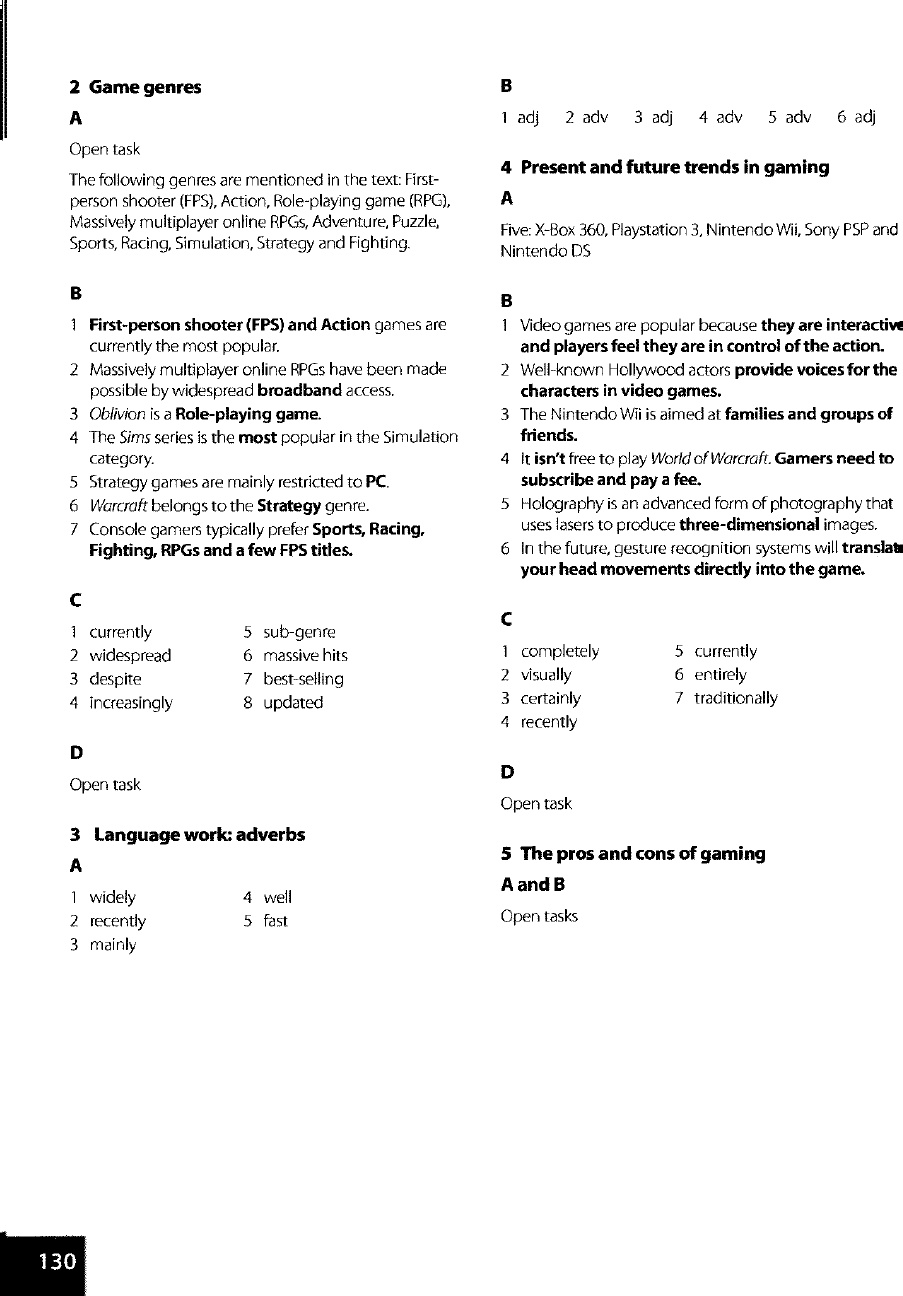 2 Game genres
A
Open task
The following genres are mentioned in the text: First-
person shooter (FPS), Action, Role-playing game (RPG),
Massively multiplayer online RPGs, Adventure, Puzzle,
Sports, Racing, Simulation, Strategy and Fighting.
B
1 First-person shooter (FPS) and Action games are
currently the most popular.
2 Massively multiplayer online RPGs have been made
possible by widespread broadband access.
3 Oblivion is a Role-playing game.
4 The Sims series is the most popular in the Simulation
category.
5 Strategy games are mainly restricted to PC.
6 Warcraft belongs to the Strategy genre.
7 Console gamers typically prefer Sports, Racing,
Fighting, RPGs and a few FPS titles.
C
1 currently 5 sub-genre
2 widespread 6 massive hits
3 despite 7 best-selling
4 increasingly 8 updated
D
Open task
3 Language work: adverbs
A
1 widely 4 well
2 recently 5 fast
3 mainly
B
1 adj 2 adv 3 adj 4 adv 5 adv 6 adj
4 Present and future trends in gaming
A
Five: X-Box 360, Playstation 3, Nintendo Wii, Sony PSP and
Nintendo DS
B
1 Video games are popular because they are interactive
and players feel they are in control of the action.
2 Well-known Hollywood actors provide voices for the
characters in video games.
3 The Nintendo Wii is aimed at families and groups of
friends.
4 It isn't free to play World of Warcraft. Gamers need to
subscribe and pay a fee.
5 Holography is an advanced form of photography that
uses lasers to produce three-dimensional images.
6 In the future, gesture recognition systems will translate
your head movements directly into the game.
C
1 completely 5 currently
2 visually 6 entirely
3 certainly 7 traditionally
4 recently
D
Open task
5 The pros and cons of gaming
A and B
Open tasks
130